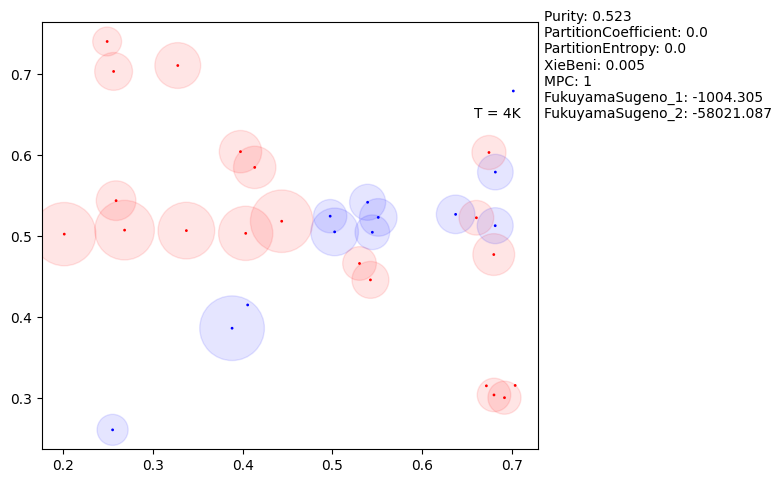 Purity: 0.523
PartitionCoefficient: 0.0
PartitionEntropy: 0.0
XieBeni: 0.005
MPC: 1
FukuyamaSugeno_1: -1004.305
FukuyamaSugeno_2: -58021.087
T = 4K
0.7
0.6
0.5
0.4
0.3
0.2 0.3 0.4 0.5 0.6 0.7